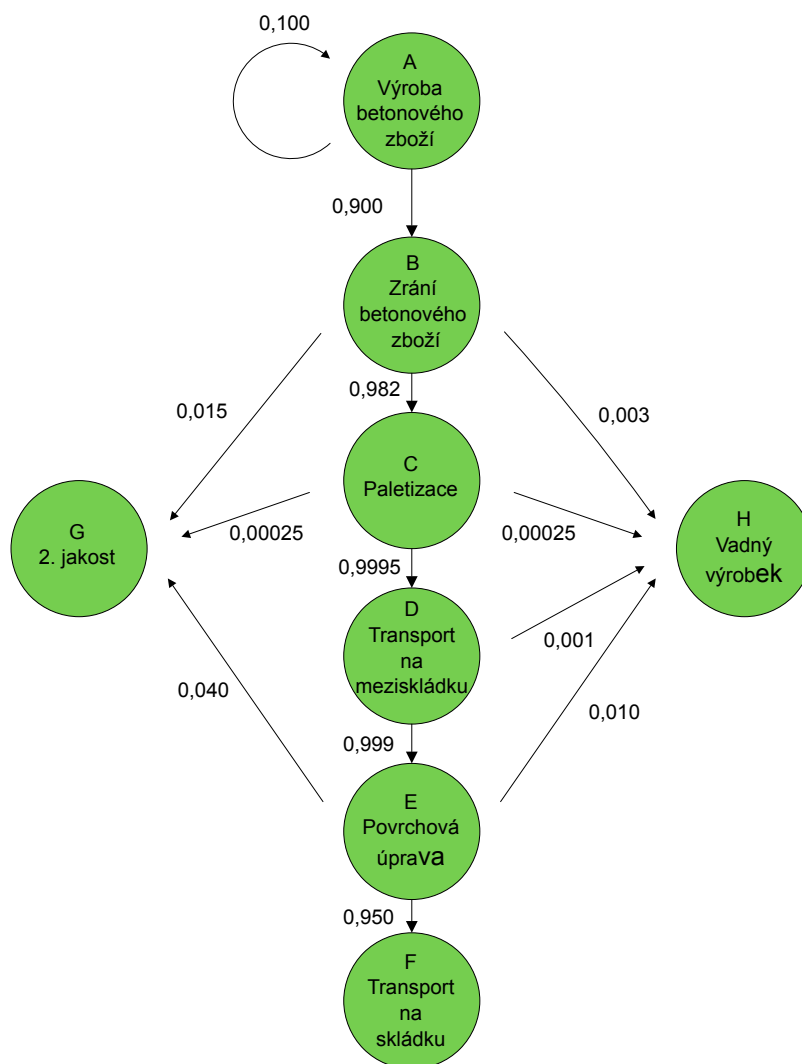 0,100
A
Výroba
betonového
zboží
0,900
B
Zrání
betonového
zboží
0,015
0,982
0,003
C
Paletizace
G
2. jakost
0,00025
0,00025
H
Vadný
výrobek
0,9995
D
Transport
na
meziskládku
0,001
0,040
0,010
0,999
E
Povrchová
úprava
0,950
F
Transport
na
skládku